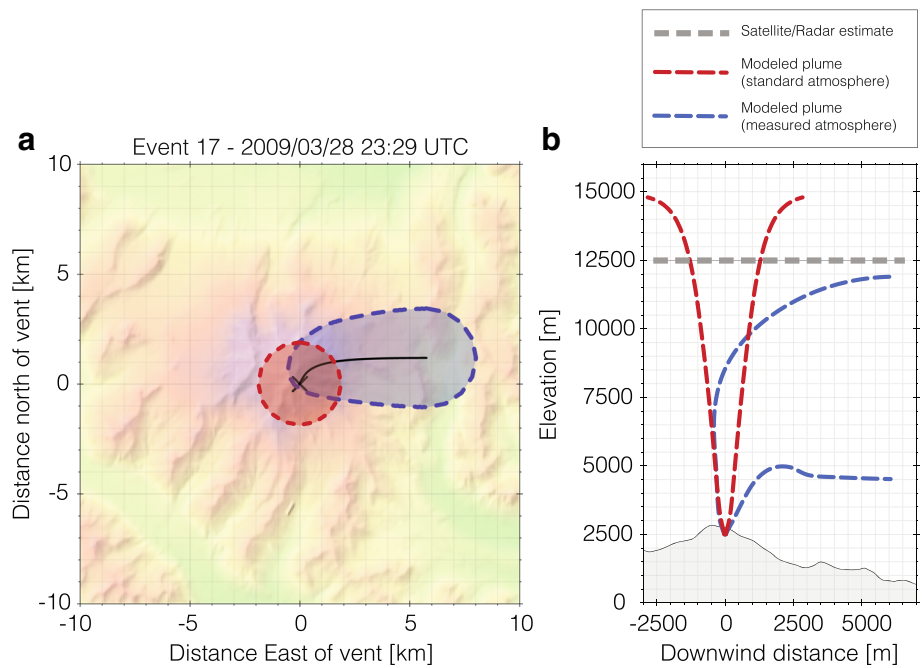 Satellite/Radar estimate
Modeled plume
(standard atmosphere)
Modeled plume
(measured atmosphere)
a
Event 17 - 2009/03/28 23:29 UTC
10
5
0
-5
-10
-10
-5
0
5
10
Distance north of vent [km]
Distance East of vent [km]
b
15000
12500
10000
7500
5000
2500
0
-2500
0
2500
5000
Elevation [m]
Downwind distance [m]